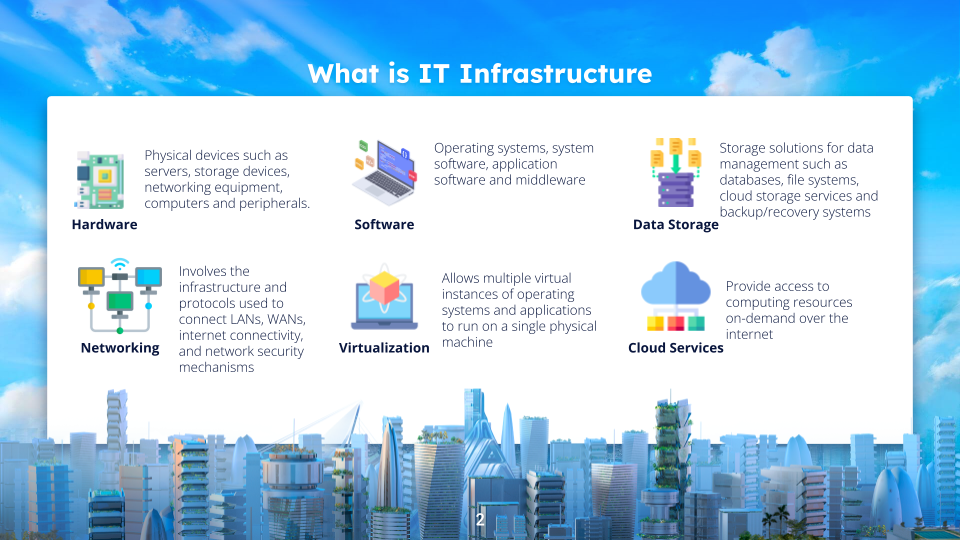 What is IT Infrastructure
Physical devices such as
servers, storage devices,
networking equipment,
computers and peripherals.
Hardware
Operating systems, system
software, application
software and middleware
Software
Storage solutions for data
management such as
databases, file systems,
cloud storage services and
backup/recovery systems
Data Storage
Involves the
infrastructure and
protocols used to
connect LANs, WANs,
internet connectivity,
and network security
mechanisms
Networking
Allows multiple virtual
instances of operating
systems and applications
to run on a single physical
machine
Virtualization
Provide access to
computing resources
on-demand over the
internet
Cloud Services
2